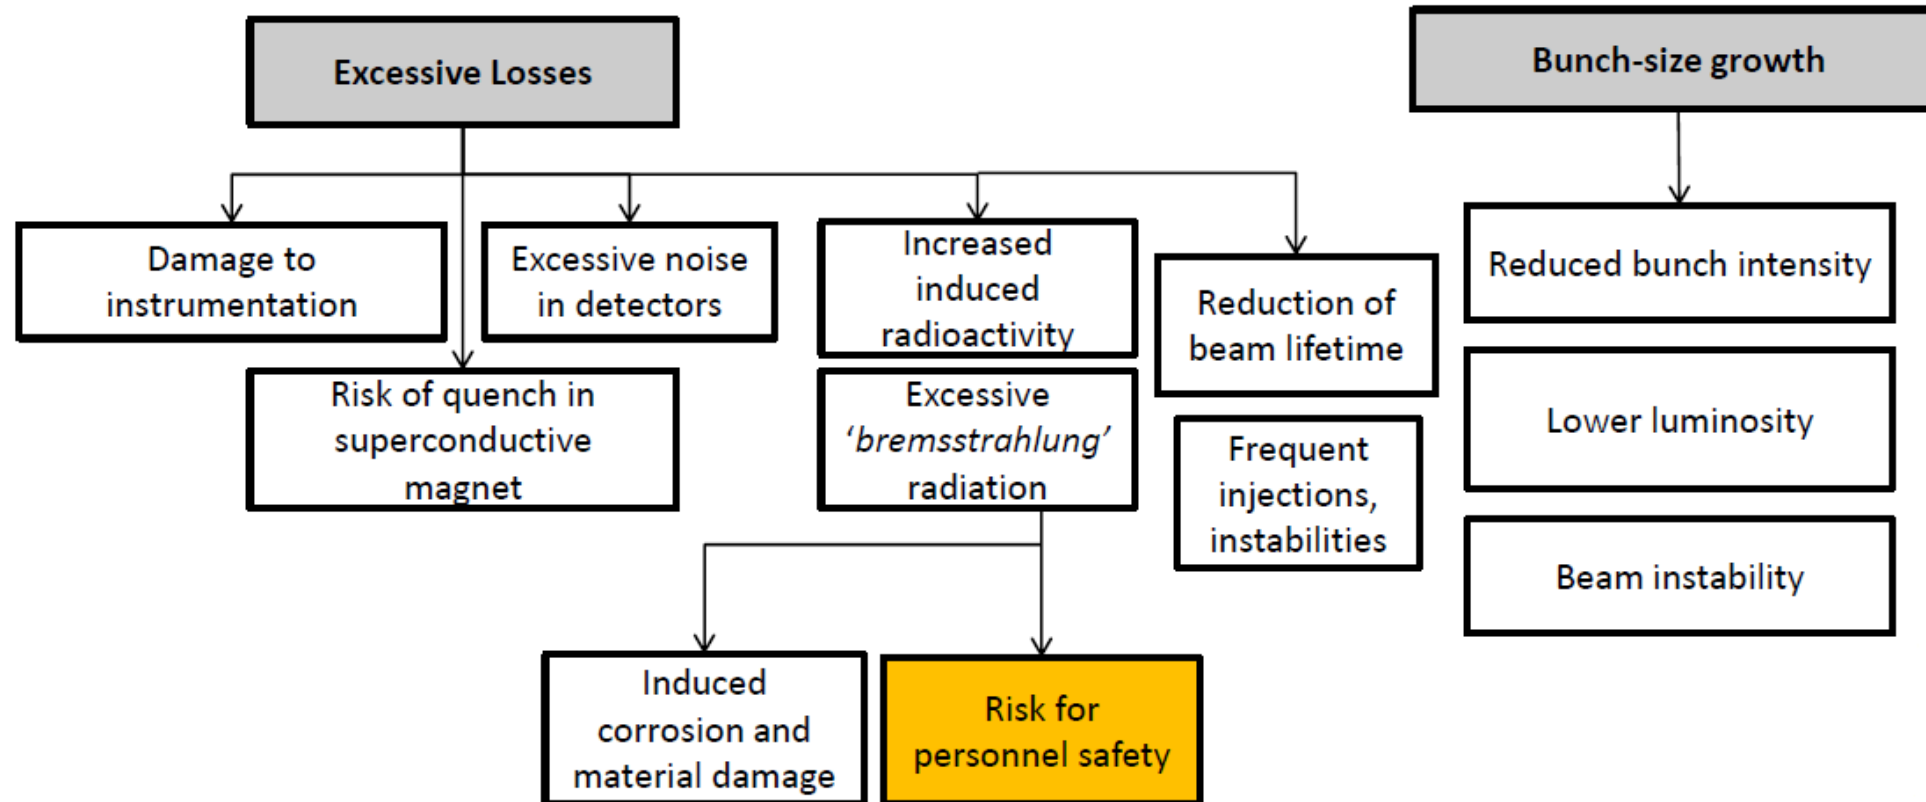 Excessive Losses
Bunch-size growth
Damage to
instrumentation
Excessive noise
in detectors
Increased
induced
radioactivity
Reduction of
beam lifetime
Reduced bunch intensity
Risk of quench in
superconductive
magnet
Excessive
‘bremsstrahlung’
radiation
Frequent
injections,
instabilities
Lower luminosity
Beam instability
Induced
corrosion and
material damage
Risk for
personnel safety